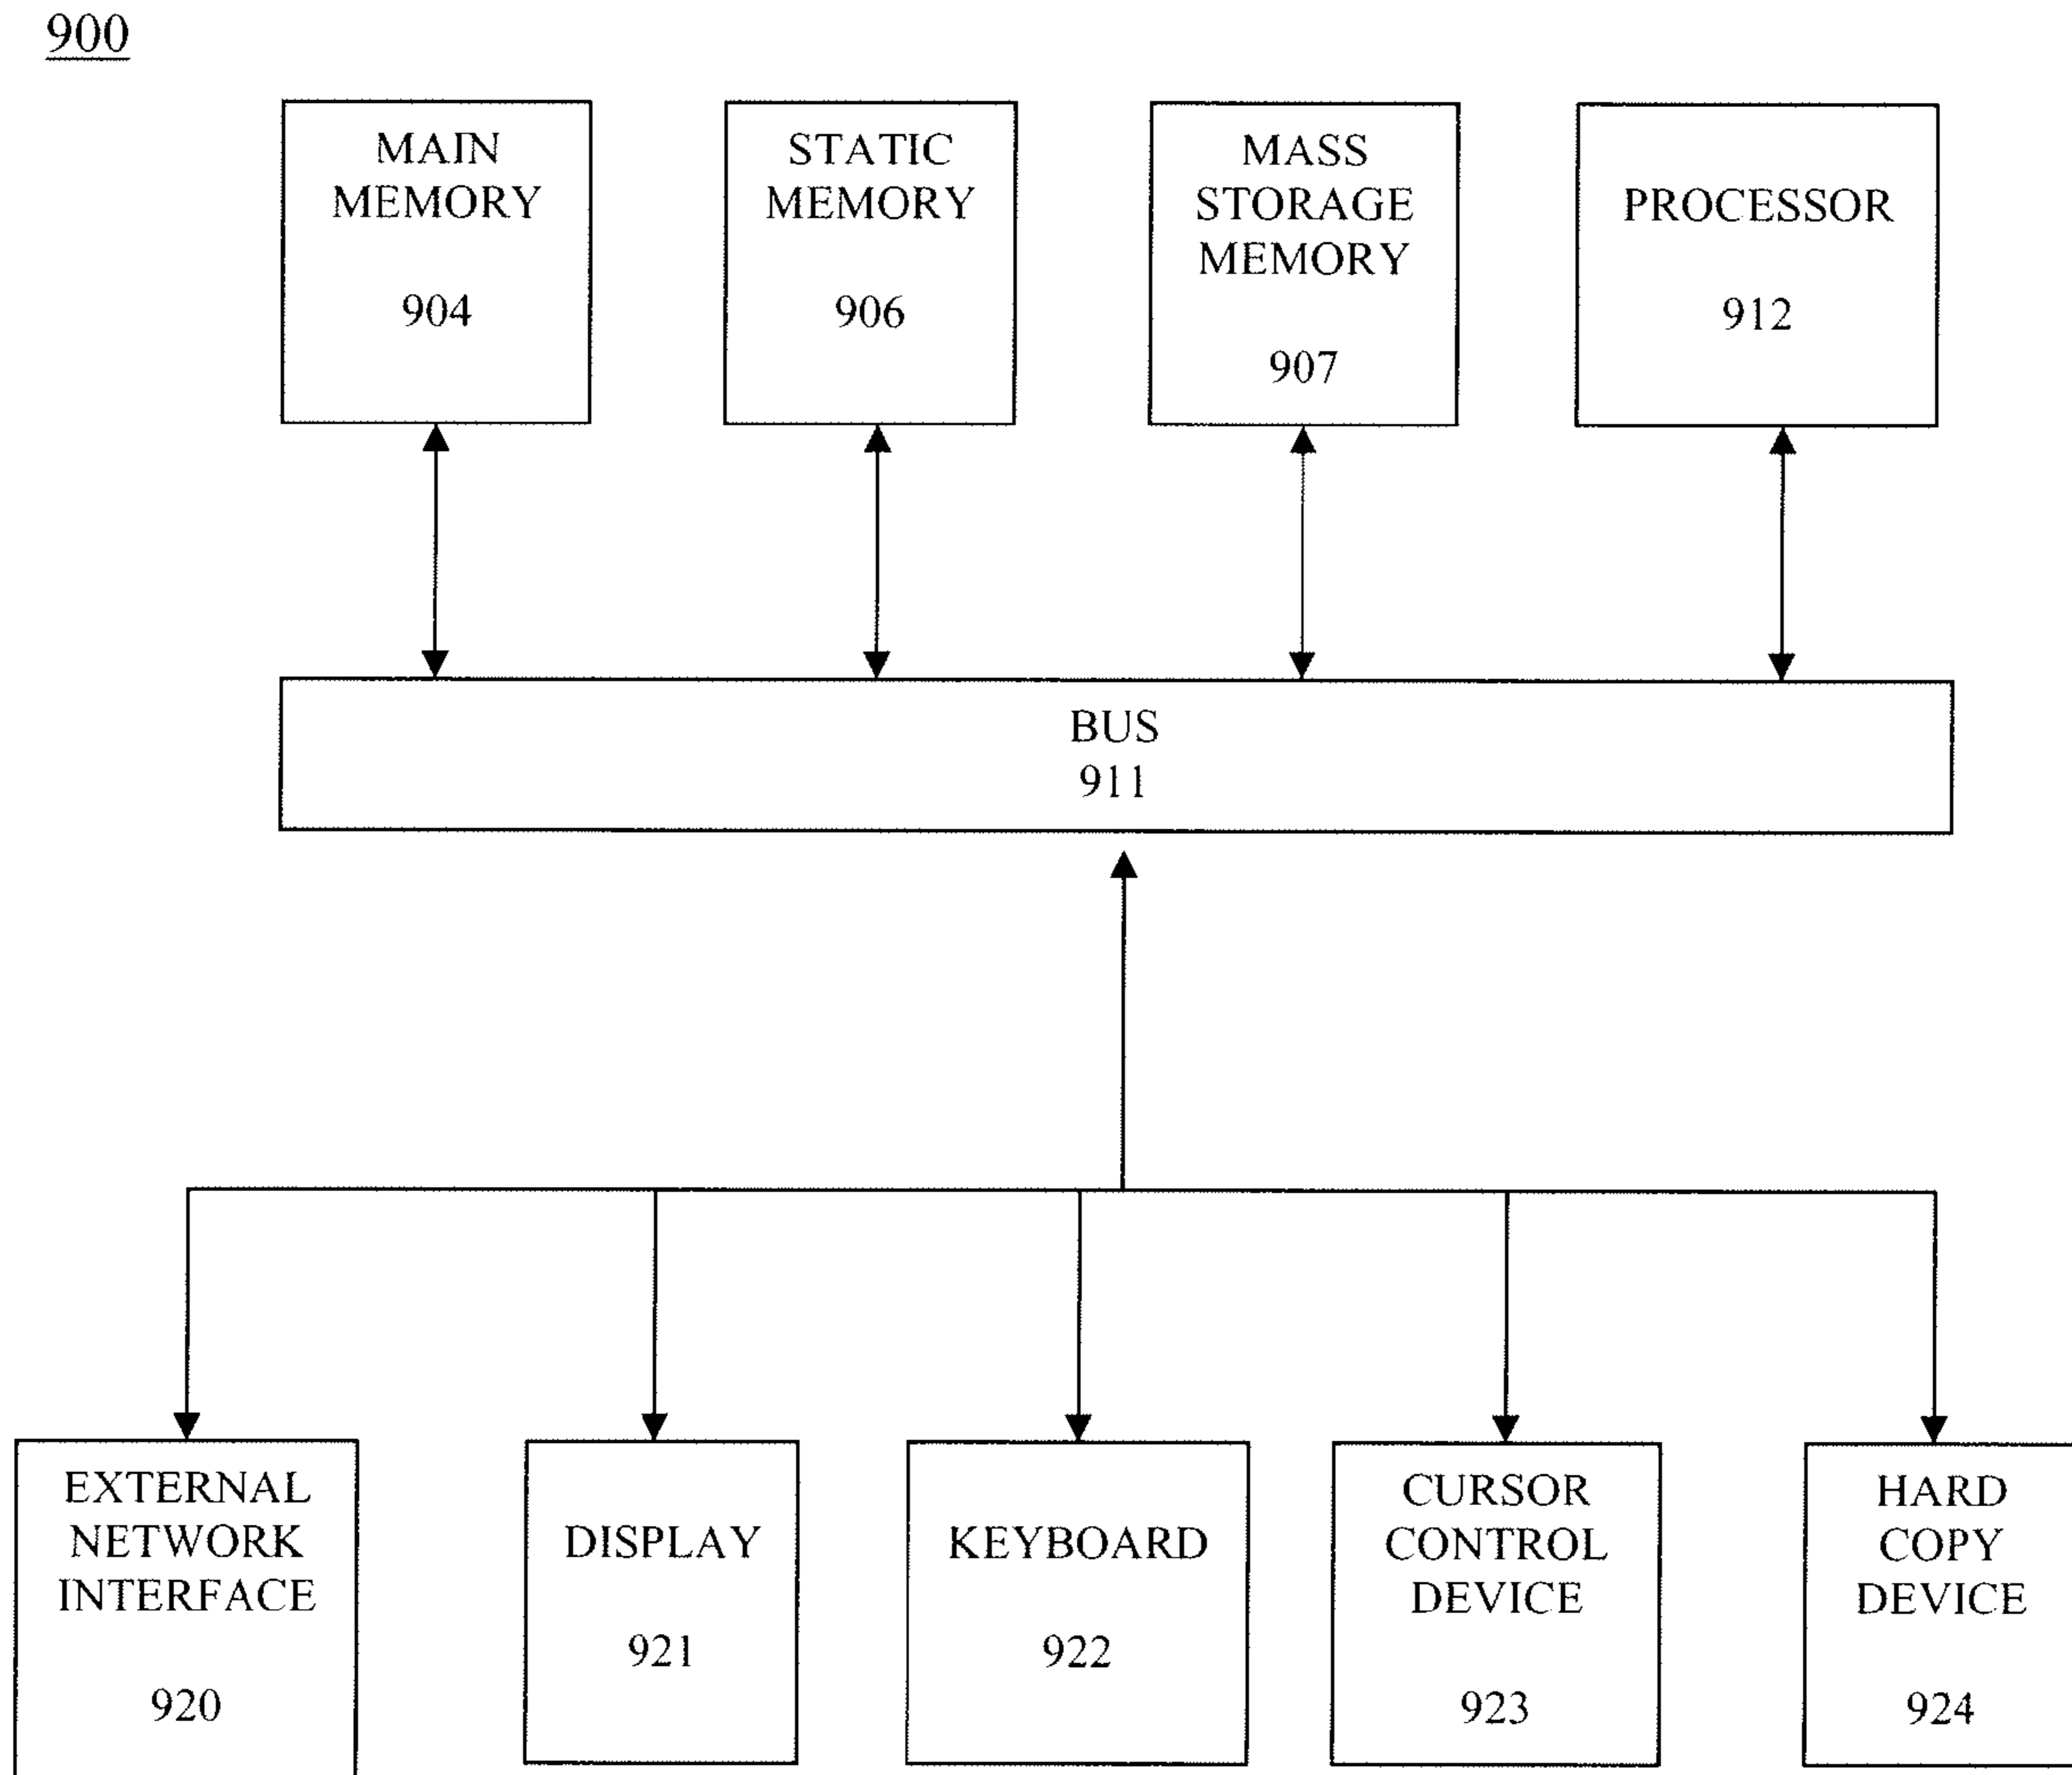 900
MAIN
MEMORY
904
STATIC
MEMORY
906
MASS
STORAGE
MEMORY
907
PROCESSOR
912
BUS
911
EXTERNAL
NETWORK
INTERFACE
920
DISPLAY
921
KEYBOARD
922
CURSOR
CONTROL
DEVICE
923
HARD
COPY
DEVICE
924